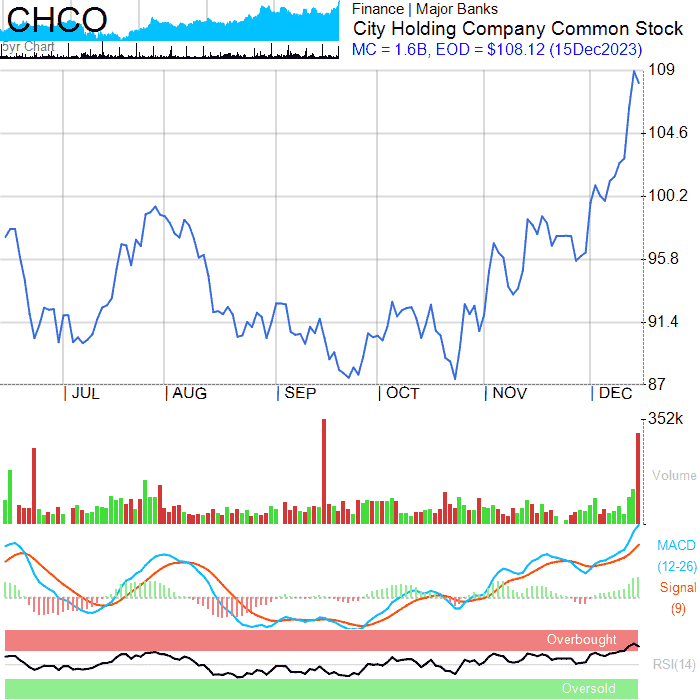 CHCO
5yr Chart
Finance | Major Banks
City Holding Company Common Stock
MC = 1.6B, EOD = $108.12 (15Dec2023)
109
104.6
100.2
95.8
91.4
87
JUL AUG SEP OCT NOV DEC
352k
Volume
MACD
(12-26)
Signal
(9)
Overbought
RSI(14)
Oversold